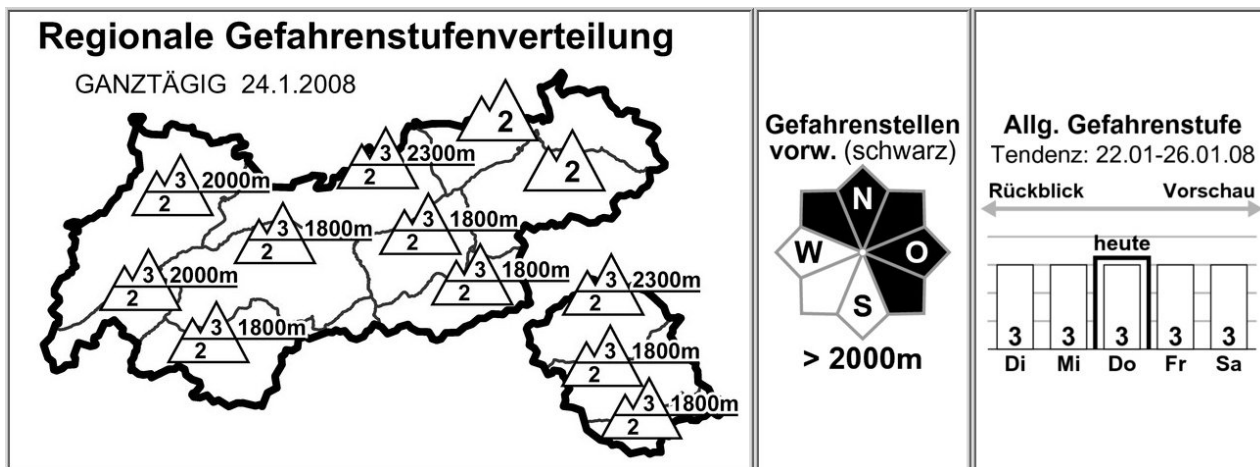 Regionale Gefahrenstufenverteilung
GANZTÄGIG 24.1.2008
2
2
3 2300m
2
3 2000m
2
3 1800m
2
3 1800m
2
3 1800m
2
3 2000m
2
3 1800m
2
3 2300m
2
3 1800m
2
3 1800m
2
Gefahrenstellen
vorw. (schwarz)
N
W O
S
> 2000m
Allg. Gefahrenstufe
Tendenz: 22.01-26.01.08
Rückblick Vorschau
heute
3 3 3 3 3
Di Mi Do Fr Sa